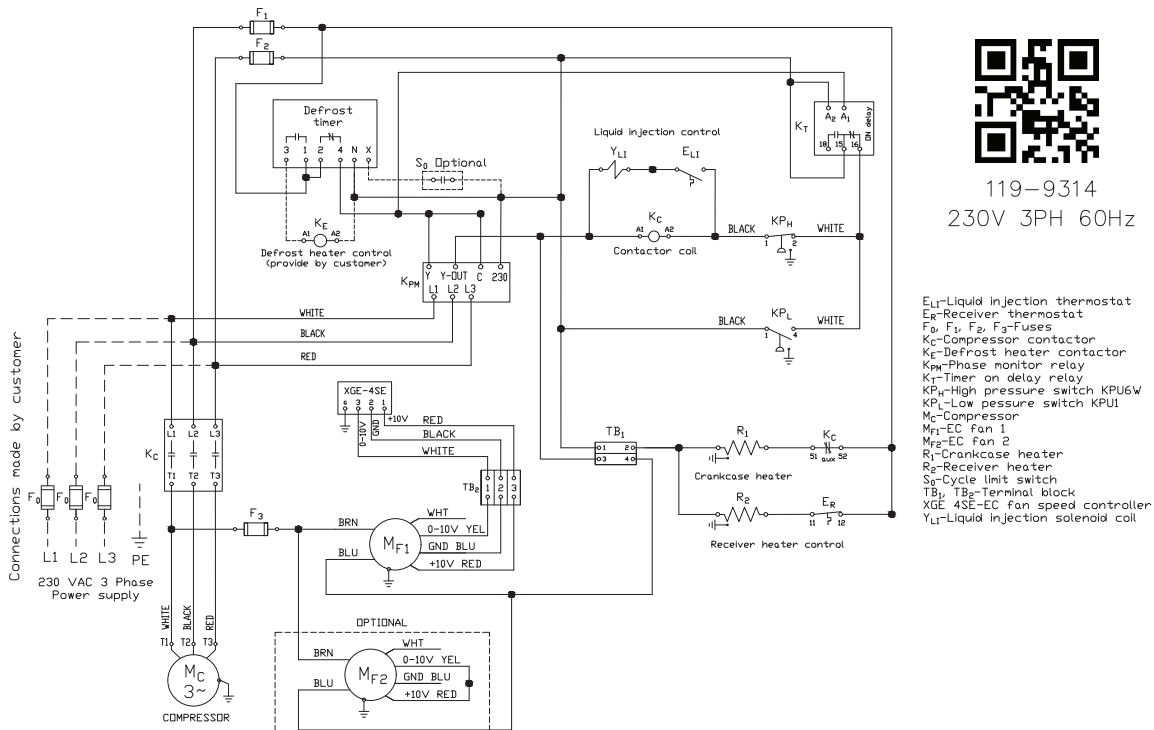 F1
F2
Defrost
timer
3 1 2 4 N X
S0 Optional
KE
A1 A2
Defrost heater control
(provide by customer)
KPM
Y Y-OUT C 230
L1 L2 L3
Liquid injection control
YLI ELI
KC
A1 A2
Contactor coil
BLACK KPH WHITE
1 2
KT
A2 A1
ON delay
18 15 16
119-9314
230V 3PH 60Hz
BLACK KPL WHITE
1 4
WHITE
BLACK
RED
ELI-Liquid injection thermostat
ER-Receiver thermostat
F0, F1, F2, F3-Fuses
KC-Compressor contactor
KE-Defrost heater contactor
KPM-Phase monitor relay
KT-Timer on delay relay
KPH-High pressure switch KPU6W
KPL-Low pessure switch KPU1
MC-Compressor
MF1-EC fan 1
MF2-EC fan 2
R1-Crankcase heater
R2-Receiver heater
S0-Cycle limit switch
TB1, TB2-Terminal block
XGE 4SE-EC fan speed controller
YLI-Liquid injection solenoid coil
XGE-4SE
6 3 2 1
0-10V
GND
+10V
RED
BLACK
WHITE
TB2
1 2 3
TB1
1 2
3 4
R1 KC
51 aux 52
Crankcase heater
R2 ER
11 12
Receiver heater control
Connections made by customer
KC
L1 L2 L3
T1 T2 T3
F0 F0 F0
L1 L2 L3 PE
230 VAC 3 Phase
Power supply
F3
BRN
BLU
MF1
WHT
0-10V YEL
GND BLU
+10V RED
WHITE
BLACK
RED
T1 T2 T3
MC
3~
COMPRESSOR
OPTIONAL
BRN
BLU
MF2
WHT
0-10V YEL
GND BLU
+10V RED